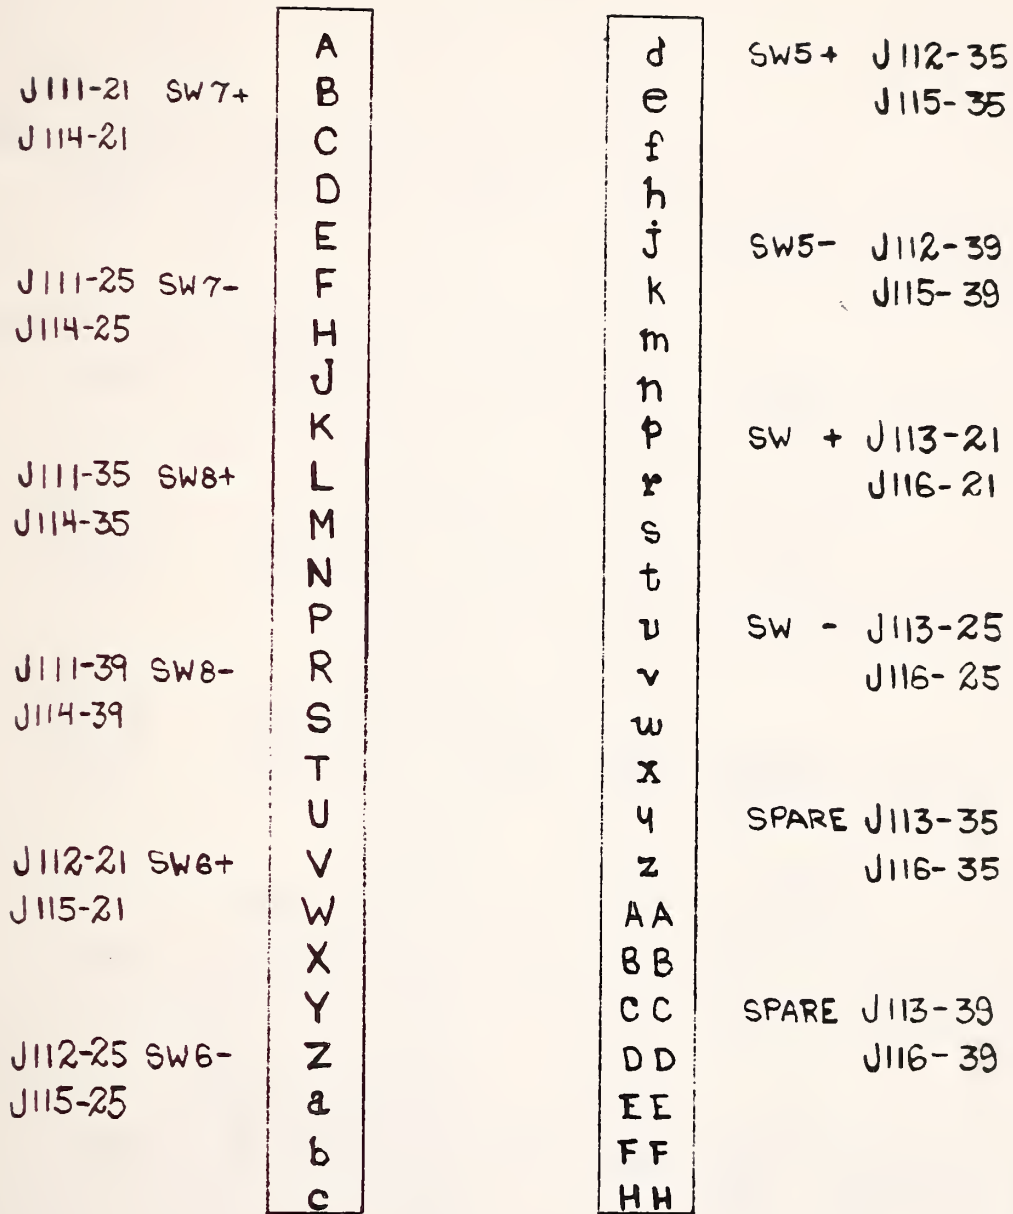 A
J111-21 SW7+ B
J114-21 C
D
E
J111-25 SW7- F
J114-25 H
J
K
J111-35 SW8+ L
J114-35 M
N
P
J111-39 SW8- R
J114-39 S
T
U
J112-21 SW6+ V
J115-21 W
X
Y
J112-25 SW6- Z
J115-25 a
b
c
d SW5+ J112-35
e J115-35
f
h
j SW5- J112-39
k J115-39
m
n
p SW + J113-21
r J116-21
s
t
u SW - J113-25
v J116-25
w
x
y SPARE J113-35
z J116-35
AA
BB
CC SPARE J113-39
DD J116-39
EE
FF
HH